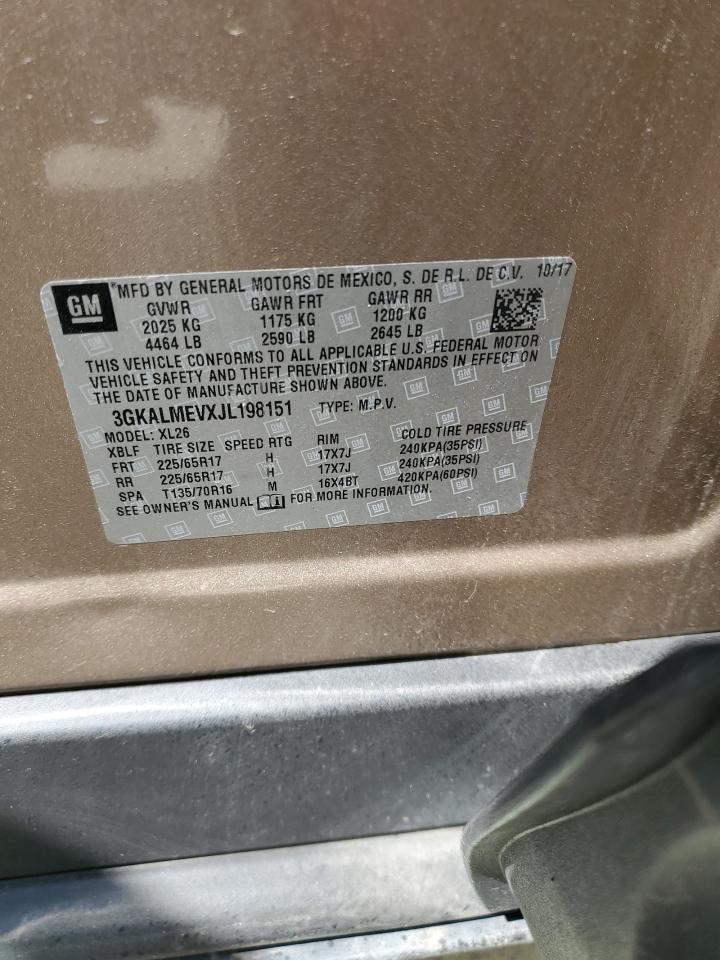 GM
*MFD BY GENERAL MOTORS DE MEXICO, S. DE R.L. DE C.V. 10/17
GVWR GAWR FRT GAWR RR
2025 KG 1175 KG 1200 KG
4464 LB 2590 LB 2645 LB
THIS VEHICLE CONFORMS TO ALL APPLICABLE U.S. FEDERAL MOTOR
VEHICLE SAFETY AND THEFT PREVENTION STANDARDS IN EFFECT ON
THE DATE OF MANUFACTURE SHOWN ABOVE.
3GKALMEVXJL198151 TYPE: M.P.V.
MODEL: XL26
XBLF TIRE SIZE SPEED RTG RIM COLD TIRE PRESSURE
FRT 225/65R17 H 17X7J 240KPA(35PSI)
RR 225/65R17 H 17X7J 240KPA(35PSI)
SPA T135/70R16 M 16X4BT 420KPA(60PSI)
SEE OWNER'S MANUAL FOR MORE INFORMATION.